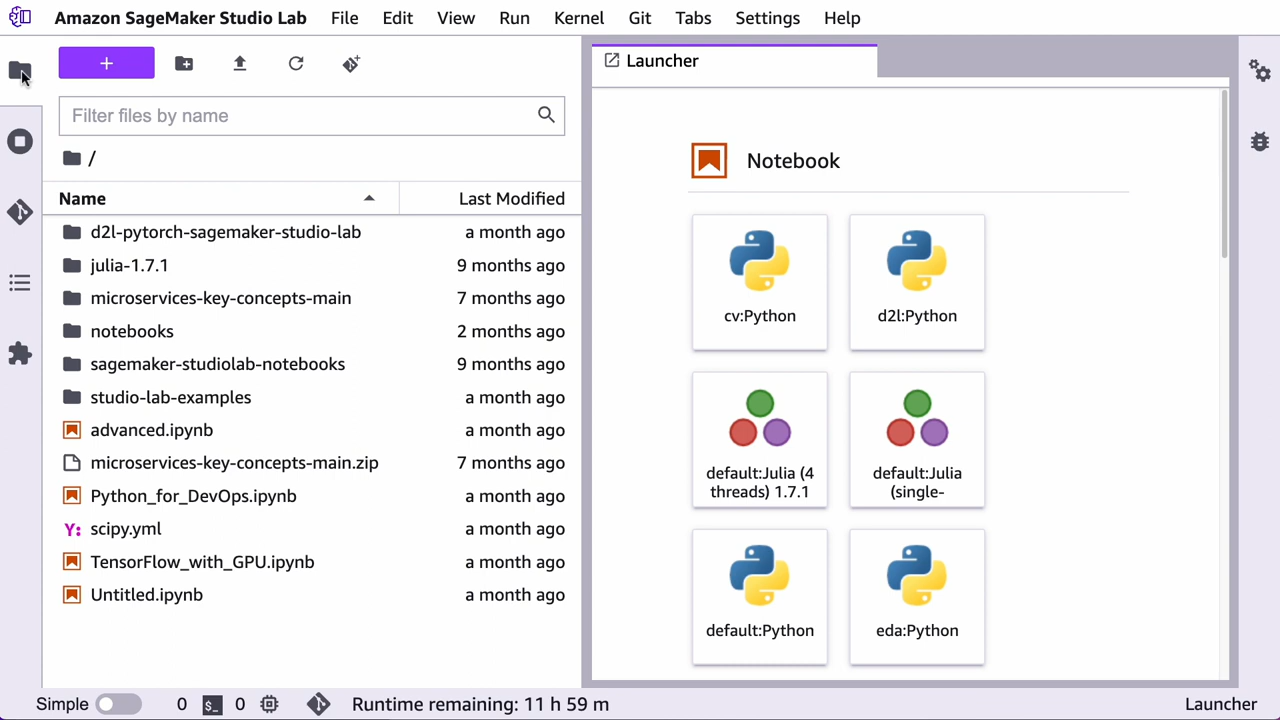 Amazon SageMaker Studio Lab File Edit View Run Kernel Git Tabs Settings Help
+
Filter files by name
/
Name Last Modified
d2l-pytorch-sagemaker-studio-lab a month ago
julia-1.7.1 9 months ago
microservices-key-concepts-main 7 months ago
notebooks 2 months ago
sagemaker-studiolab-notebooks 9 months ago
studio-lab-examples a month ago
advanced.ipynb a month ago
microservices-key-concepts-main.zip 7 months ago
Python_for_DevOps.ipynb a month ago
Y: scipy.yml a month ago
TensorFlow_with_GPU.ipynb a month ago
Untitled.ipynb a month ago
Launcher
Notebook
cv:Python
d2l:Python
default:Julia (4
threads) 1.7.1
default:Julia
(single-
default:Python
eda:Python
Simple 0 $_ 0 Runtime remaining: 11 h 59 m Launcher